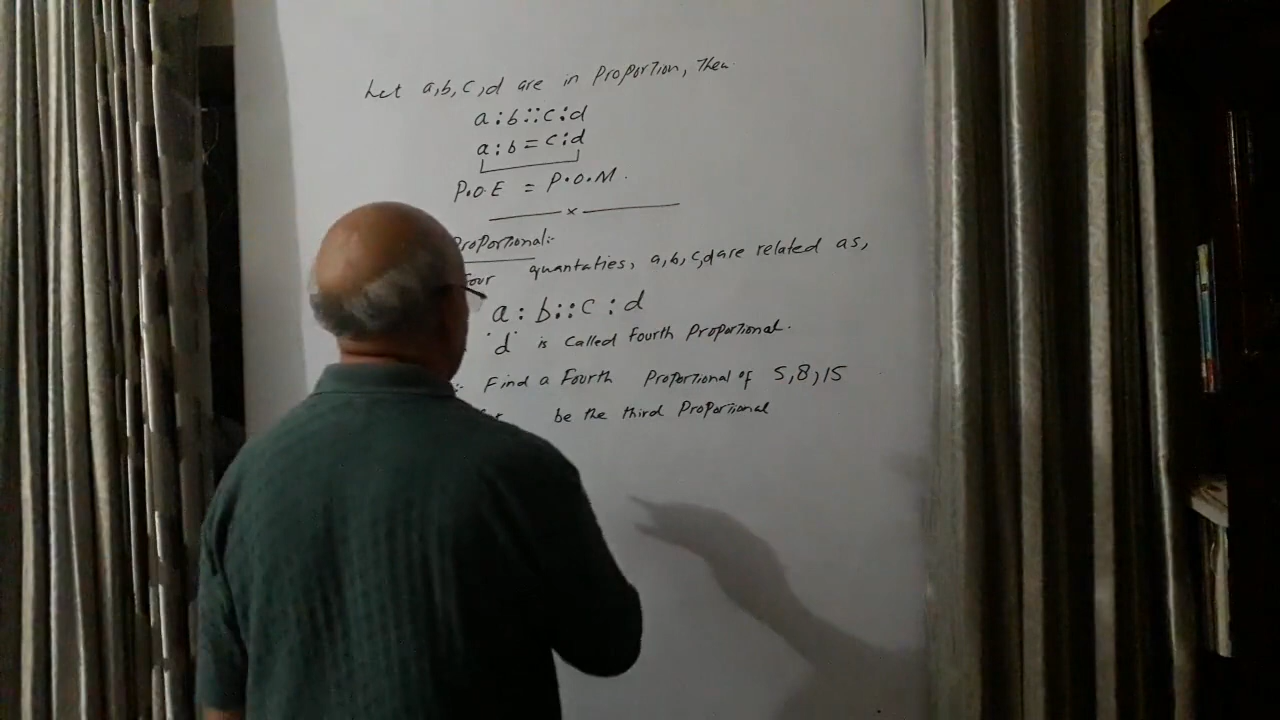 Let a,b,c,d are in Proportion, Then.
a:b::c:d
a:b=c:d
P.O.E = P.O.M.
x
Proportional:-
four quantaties, a,b,c,d are related as,
a:b::c:d
'd' is called fourth Proportional.
:- Find a Fourth Proportional of 5,8,15
be the third Proportional